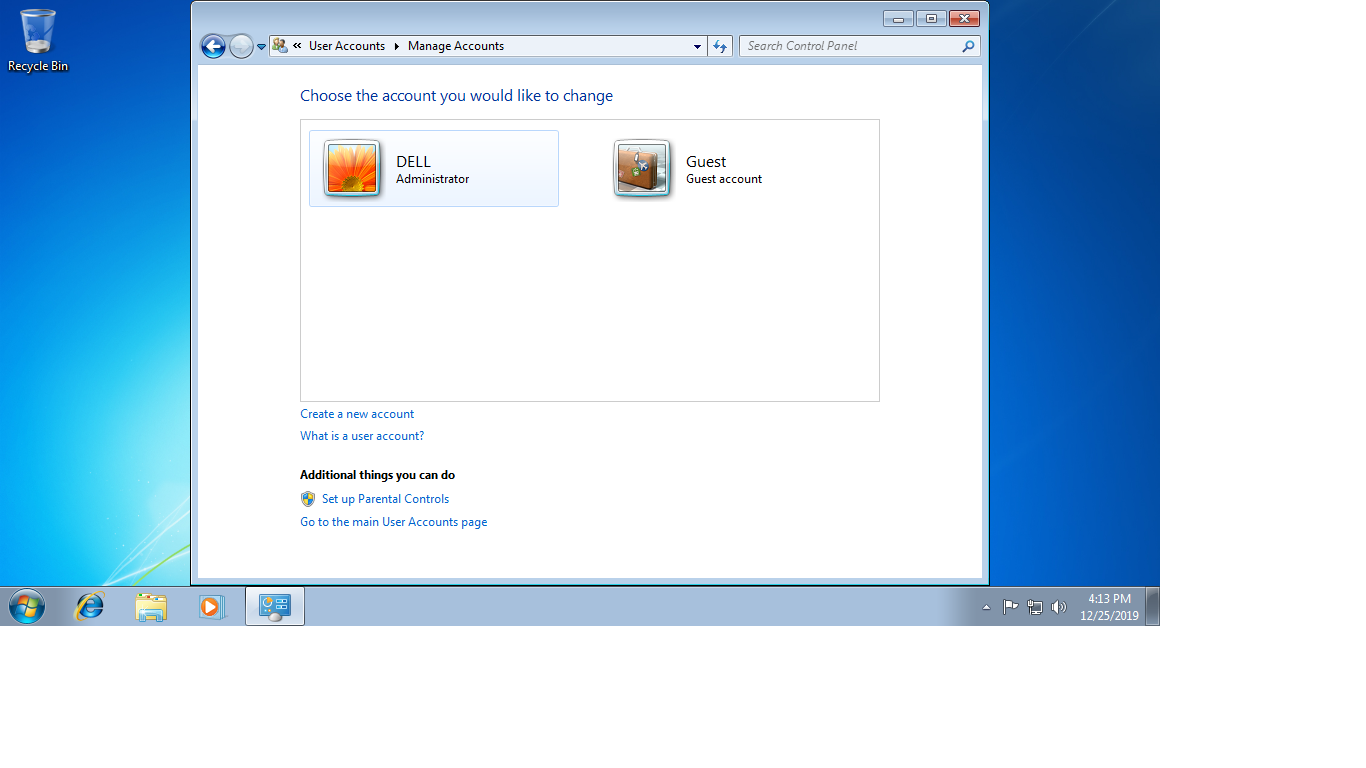 Recycle Bin
« User Accounts Manage Accounts
Search Control Panel
Choose the account you would like to change
DELL
Administrator
Guest
Guest account
Create a new account
What is a user account?
Additional things you can do
Set up Parental Controls
Go to the main User Accounts page
4:13 PM
12/25/2019